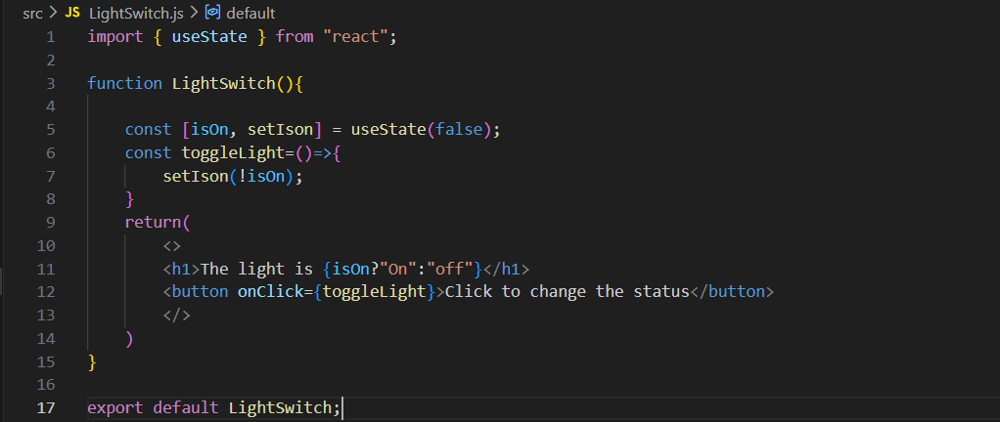 src > JS LightSwitch.js > default
1 import { useState } from "react";
2
3 function LightSwitch(){
4
5     const [isOn, setIson] = useState(false);
6     const toggleLight=()=>{
7         setIson(!isOn);
8     }
9     return(
10         <>
11         <h1>The light is {isOn?"On":"off"}</h1>
12         <button onClick={toggleLight}>Click to change the status</button>
13         </>
14     )
15 }
16
17 export default LightSwitch;